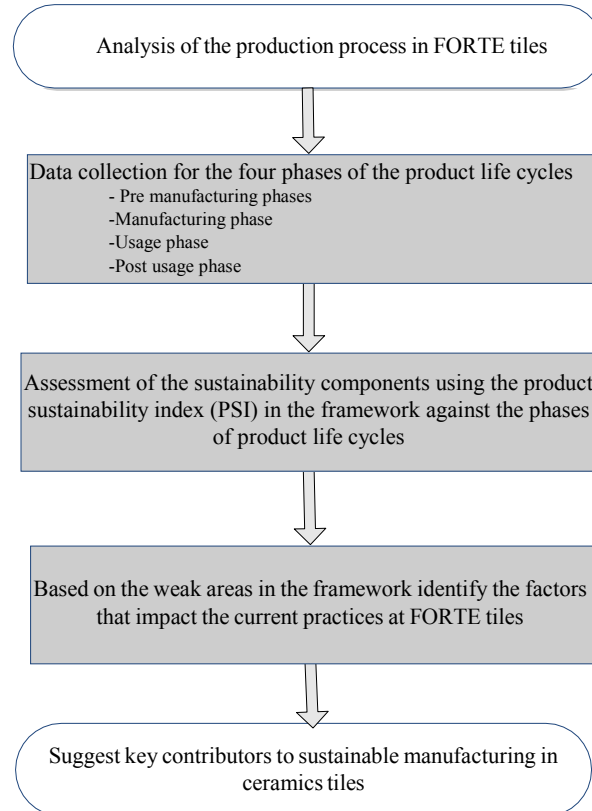 Analysis of the production process in FORTE tiles
Data collection for the four phases of the product life cycles
- Pre manufacturing phases
-Manufacturing phase
-Usage phase
-Post usage phase
Assessment of the sustainability components using the product
sustainability index (PSI) in the framework against the phases
of product life cycles
Based on the weak areas in the framework identify the factors
that impact the current practices at FORTE tiles
Suggest key contributors to sustainable manufacturing in
ceramics tiles